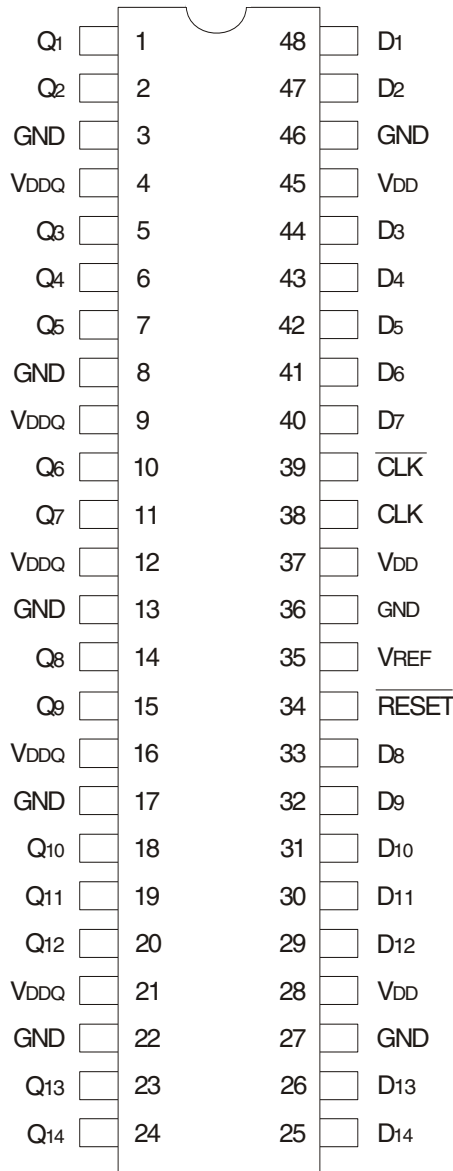 Q1 1 48 D1
Q2 2 47 D2
GND 3 46 GND
VDDQ 4 45 VDD
Q3 5 44 D3
Q4 6 43 D4
Q5 7 42 D5
GND 8 41 D6
VDDQ 9 40 D7
Q6 10 39 C̅L̅K̅
Q7 11 38 CLK
VDDQ 12 37 VDD
GND 13 36 GND
Q8 14 35 VREF
Q9 15 34 R̅E̅S̅E̅T̅
VDDQ 16 33 D8
GND 17 32 D9
Q10 18 31 D10
Q11 19 30 D11
Q12 20 29 D12
VDDQ 21 28 VDD
GND 22 27 GND
Q13 23 26 D13
Q14 24 25 D14